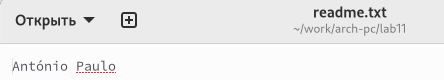 Открыть
readme.txt
~/work/arch-pc/lab11
António Paulo